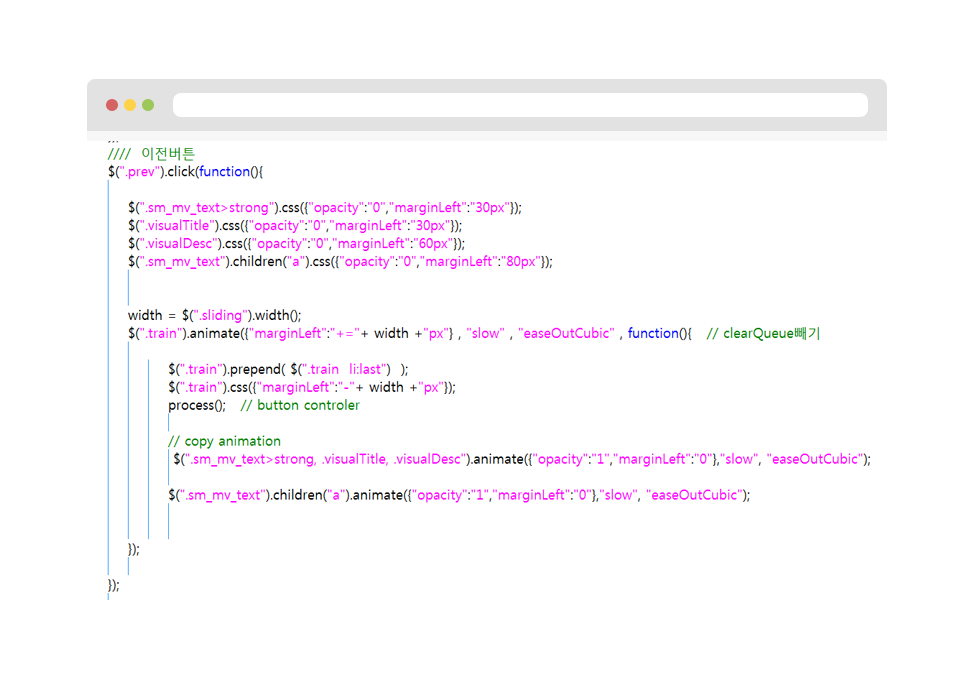 //// 이전버튼
$(".prev").click(function(){
$(".sm_mv_text>strong").css({"opacity":"0","marginLeft":"30px"});
$(".visualTitle").css({"opacity":"0","marginLeft":"30px"});
$(".visualDesc").css({"opacity":"0","marginLeft":"60px"});
$(".sm_mv_text").children("a").css({"opacity":"0","marginLeft":"80px"});
width = $(".sliding").width();
$(".train").animate({"marginLeft":"+="+ width +"px"} , "slow" , "easeOutCubic" , function(){ // clearQueue빼기
$(".train").prepend( $(".train li:last") );
$(".train").css({"marginLeft":"-"+ width +"px"});
process(); // button controler
// copy animation
$(".sm_mv_text>strong, .visualTitle, .visualDesc").animate({"opacity":"1","marginLeft":"0"},"slow", "easeOutCubic");
$(".sm_mv_text").children("a").animate({"opacity":"1","marginLeft":"0"},"slow", "easeOutCubic");
});
});